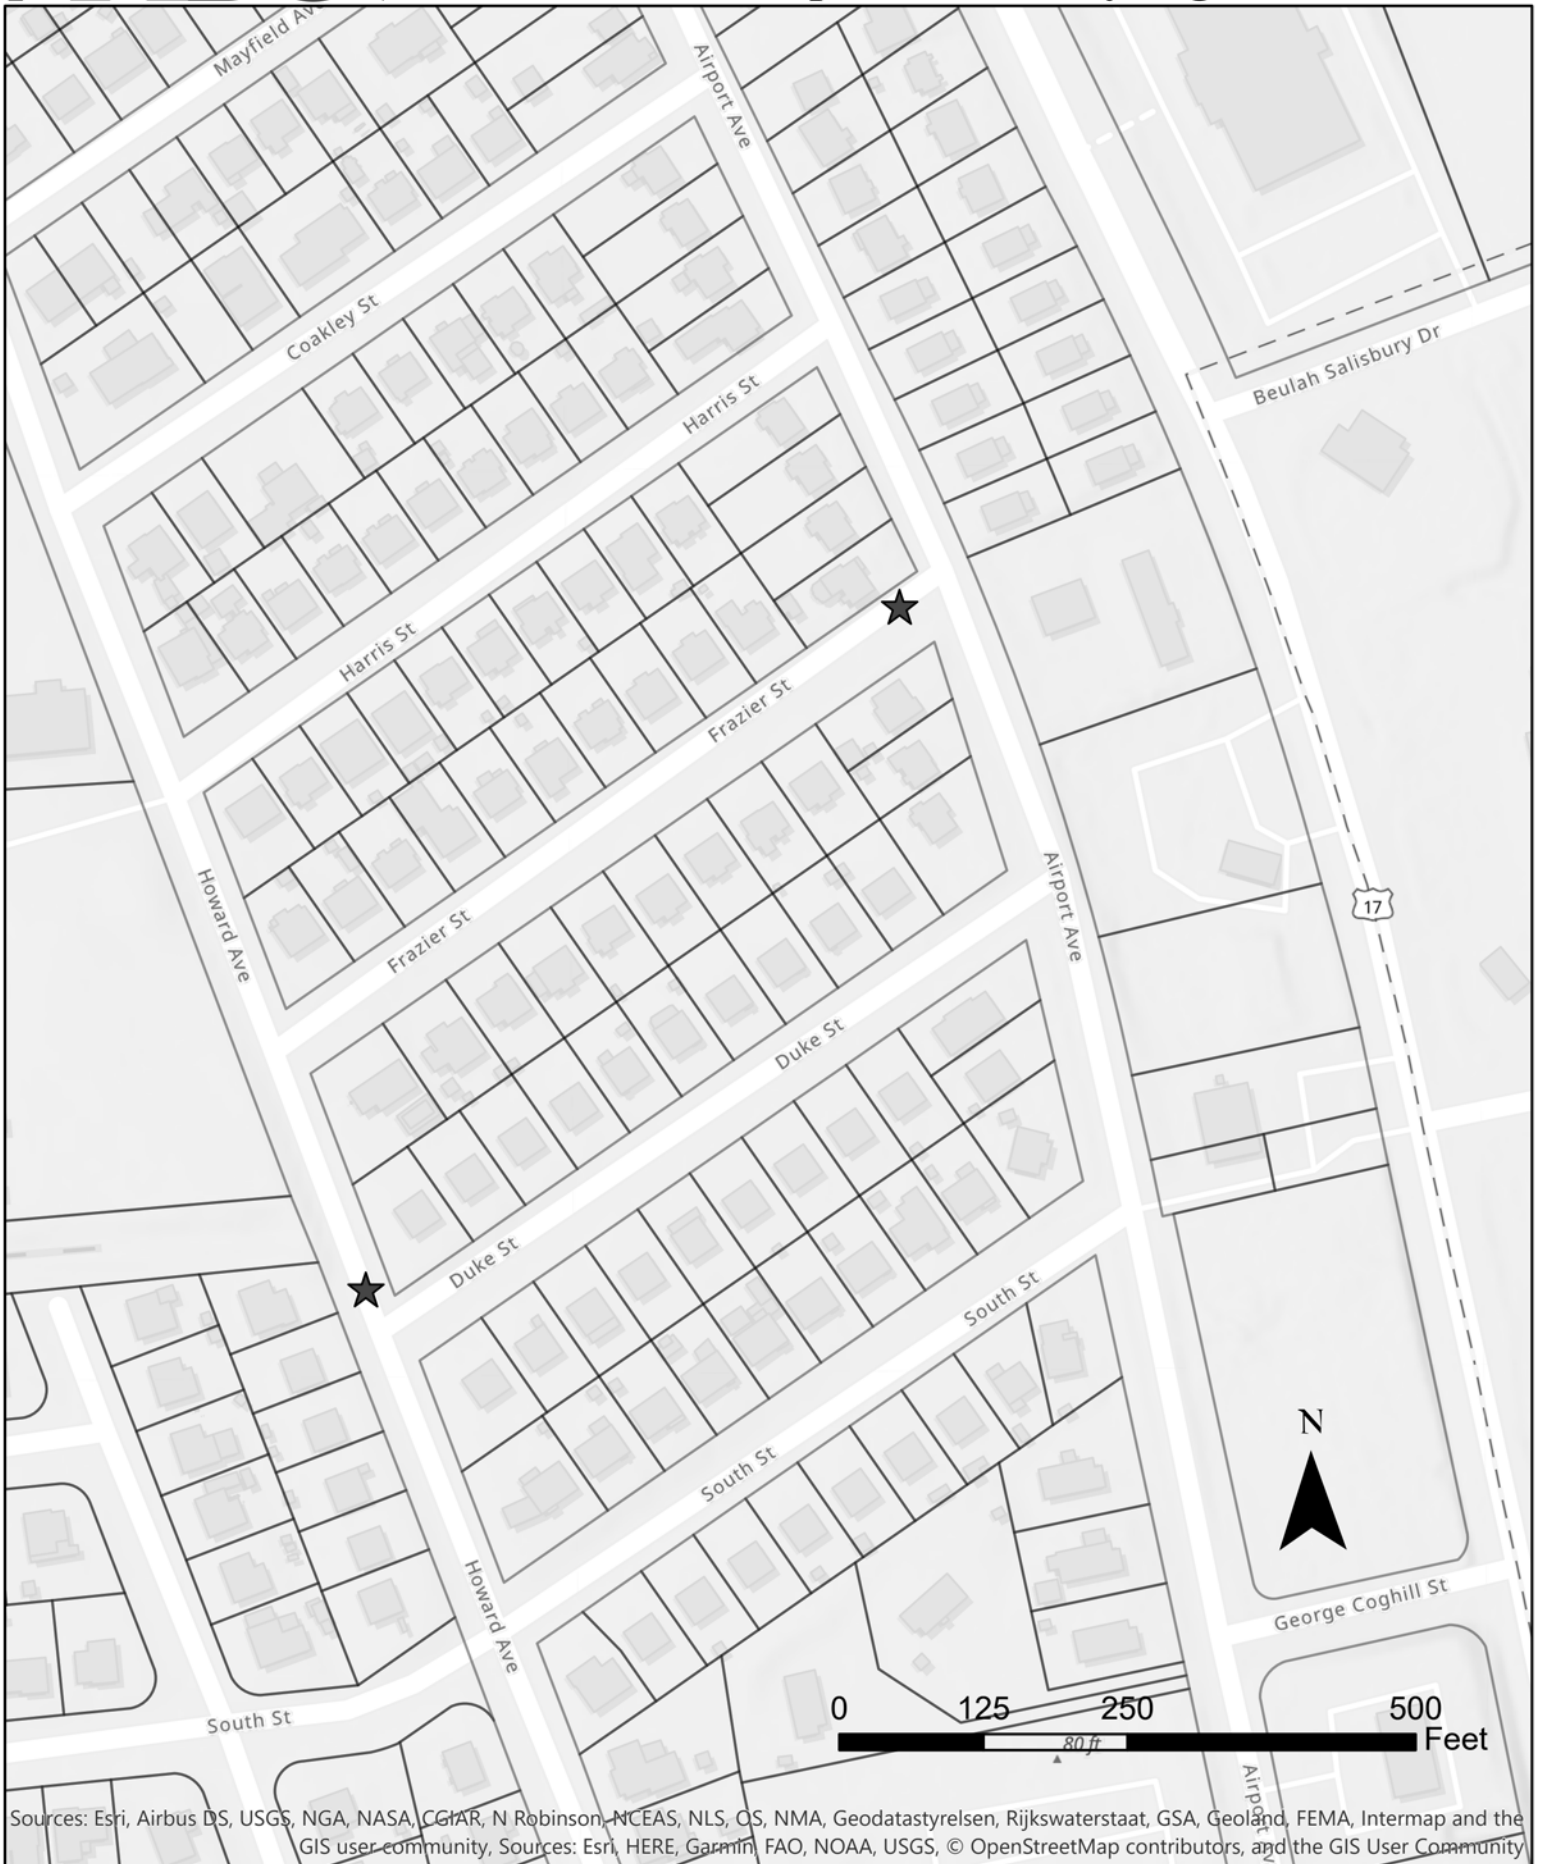 Mayfield Av
Airport Ave
Coakley St
Harris St
Beulah Salisbury Dr
Harris St
Frazier St
Howard Ave
Frazier St
Airport Ave
17
Duke St
Duke St
South St
N
South St
Howard Ave
George Coghill St
South St
0 125 250 500
Feet
80 ft
Airport Av
Sources: Esri, Airbus DS, USGS, NGA, NASA, CGIAR, N Robinson, NCEAS, NLS, OS, NMA, Geodatastyrelsen, Rijkswaterstaat, GSA, Geoland, FEMA, Intermap and the
GIS user community, Sources: Esri, HERE, Garmin, FAO, NOAA, USGS, © OpenStreetMap contributors, and the GIS User Community